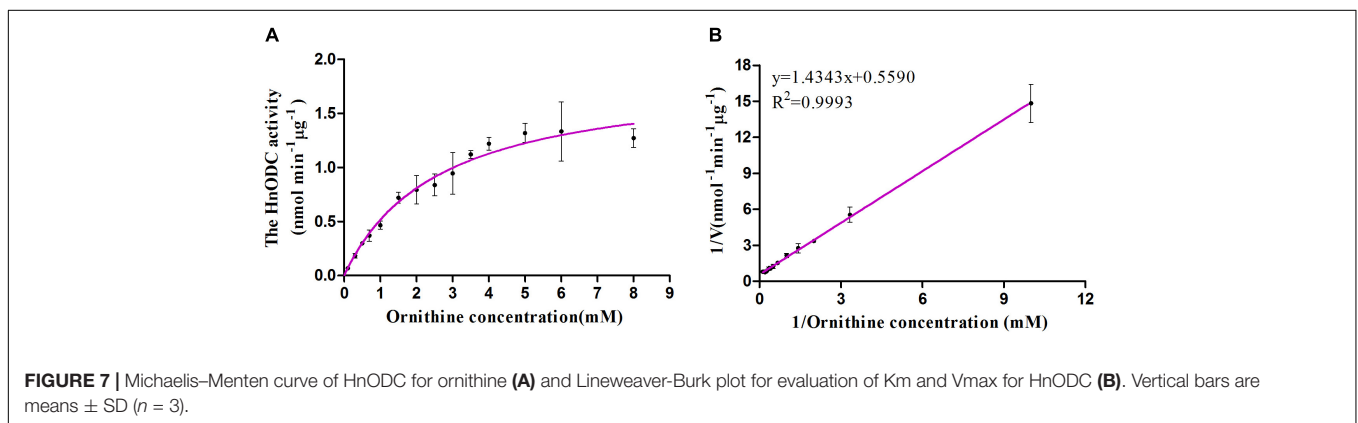 A
The HnODC activity
(nmol min⁻¹μg⁻¹)
2.0
1.5
1.0
0.5
0.0
0 1 2 3 4 5 6 7 8 9
Ornithine concentration(mM)
B
y=1.4343x+0.5590
R²=0.9993
1/V(nmol⁻¹min⁻¹μg⁻¹)
18
15
12
9
6
3
0
0 3 6 9 12
1/Ornithine concentration (mM)
FIGURE 7 | Michaelis–Menten curve of HnODC for ornithine (A) and Lineweaver-Burk plot for evaluation of Km and Vmax for HnODC (B). Vertical bars are
means ± SD (n = 3).